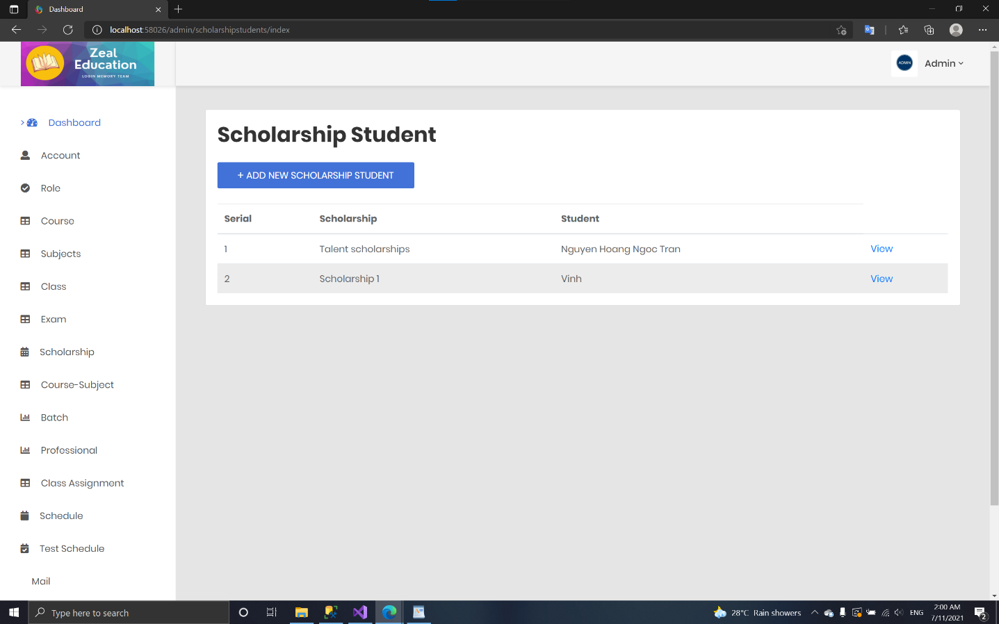 Dashboard
localhost:58026/admin/scholarshipstudents/index
Zeal
Education
LOGIN MEMORY TEAM
ADMIN
Admin
> Dashboard
Account
Role
Course
Subjects
Class
Exam
Scholarship
Course-Subject
Batch
Professional
Class Assignment
Schedule
Test Schedule
Mail
Scholarship Student
+ ADD NEW SCHOLARSHIP STUDENT
Serial Scholarship Student
1 Talent scholarships Nguyen Hoang Ngoc Tran View
2 Scholarship 1 Vinh View
Type here to search
28°C Rain showers
ENG
2:00 AM
7/11/2021
2